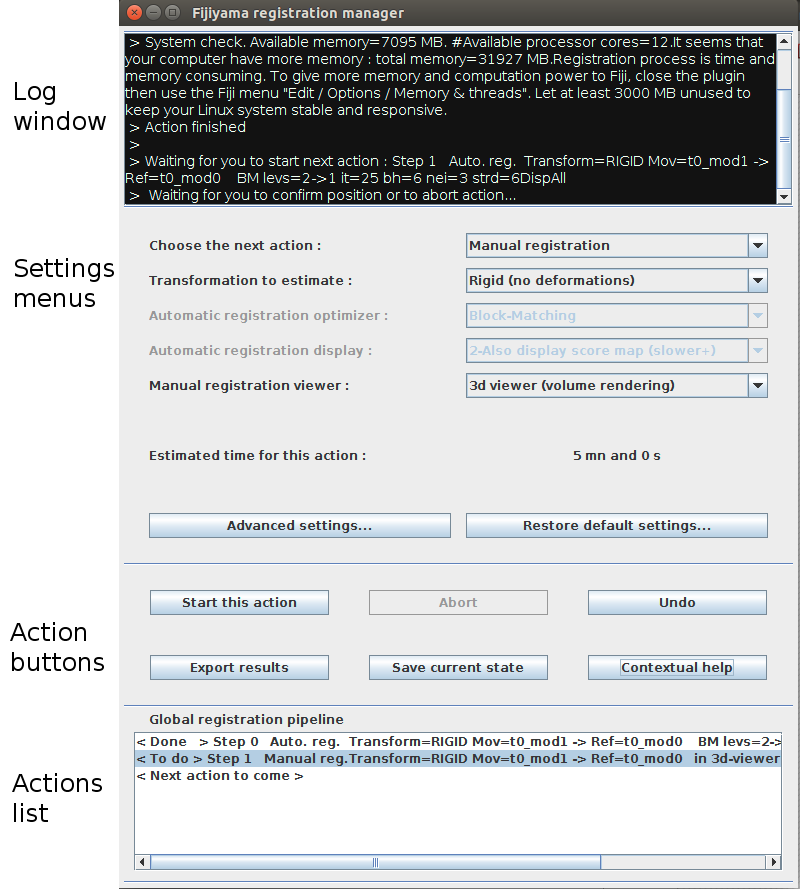 Fijiyama registration manager
Log
window
> System check. Available memory=7095 MB. #Available processor cores=12.It seems that
your computer have more memory : total memory=31927 MB.Registration process is time and
memory consuming. To give more memory and computation power to Fiji, close the plugin
then use the Fiji menu "Edit / Options / Memory & threads". Let at least 3000 MB unused to
keep your Linux system stable and responsive.
> Action finished
>
> Waiting for you to start next action : Step 1 Auto. reg. Transform=RIGID Mov=t0_mod1 ->
Ref=t0_mod0 BM levs=2->1 it=25 bh=6 nei=3 strd=6DispAll
> Waiting for you to confirm position or to abort action...
Settings
menus
Choose the next action : Manual registration
Transformation to estimate : Rigid (no deformations)
Automatic registration optimizer : Block-Matching
Automatic registration display : 2-Also display score map (slower+)
Manual registration viewer : 3d viewer (volume rendering)
Estimated time for this action : 5 mn and 0 s
Advanced settings... Restore default settings...
Action
buttons
Start this action Abort Undo
Export results Save current state Contextual help
Global registration pipeline
Actions
list
< Done > Step 0 Auto. reg. Transform=RIGID Mov=t0_mod1 -> Ref=t0_mod0 BM levs=2->
< To do > Step 1 Manual reg.Transform=RIGID Mov=t0_mod1 -> Ref=t0_mod0 in 3d-viewer
< Next action to come >